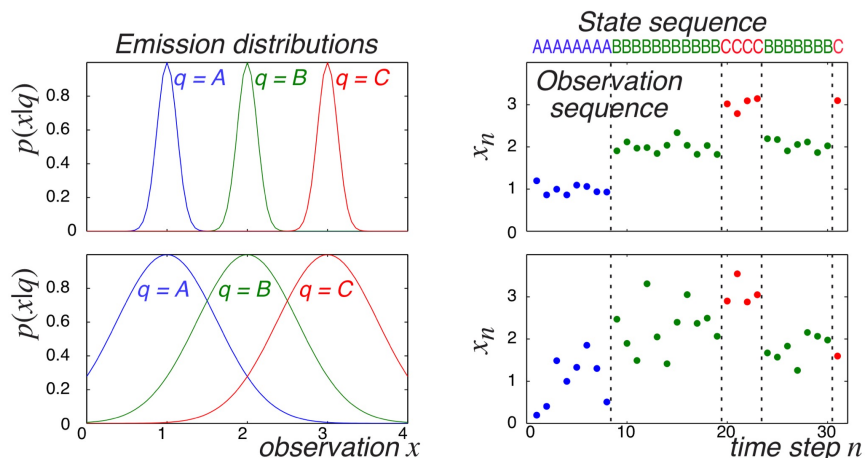 Emission distributions
State sequence
AAAAAAAABBBBBBBBBBBCCCCBBBBBBBC
p(x|q)
0.8
0.6
0.4
0.2
0
q = A
q = B
q = C
Observation
sequence
xn
3
2
1
0
p(x|q)
0.8
0.6
0.4
0.2
0
q = A
q = B
q = C
0
1
2
3
4
observation x
xn
3
2
1
0
0
10
20
30
time step n